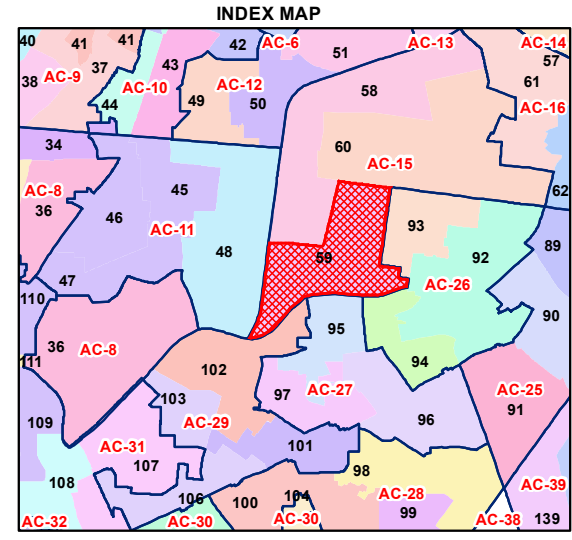 INDEX MAP
40 41 41 42 AC-6 51 AC-13 AC-14
38 AC-9 37 AC-10 43 AC-12 57
44 49 50 58 61 AC-16
34 60 AC-15
AC-8 45 62
36 46 AC-11 48 93 92 89
47 59 AC-26
110 95 90
111 36 AC-8 102 94
103 97 AC-27 AC-25
109 AC-29 96 91
AC-31 101
107 98
108 106 100 104 AC-28 AC-39
AC-32 AC-30 AC-30 99 AC-38 139